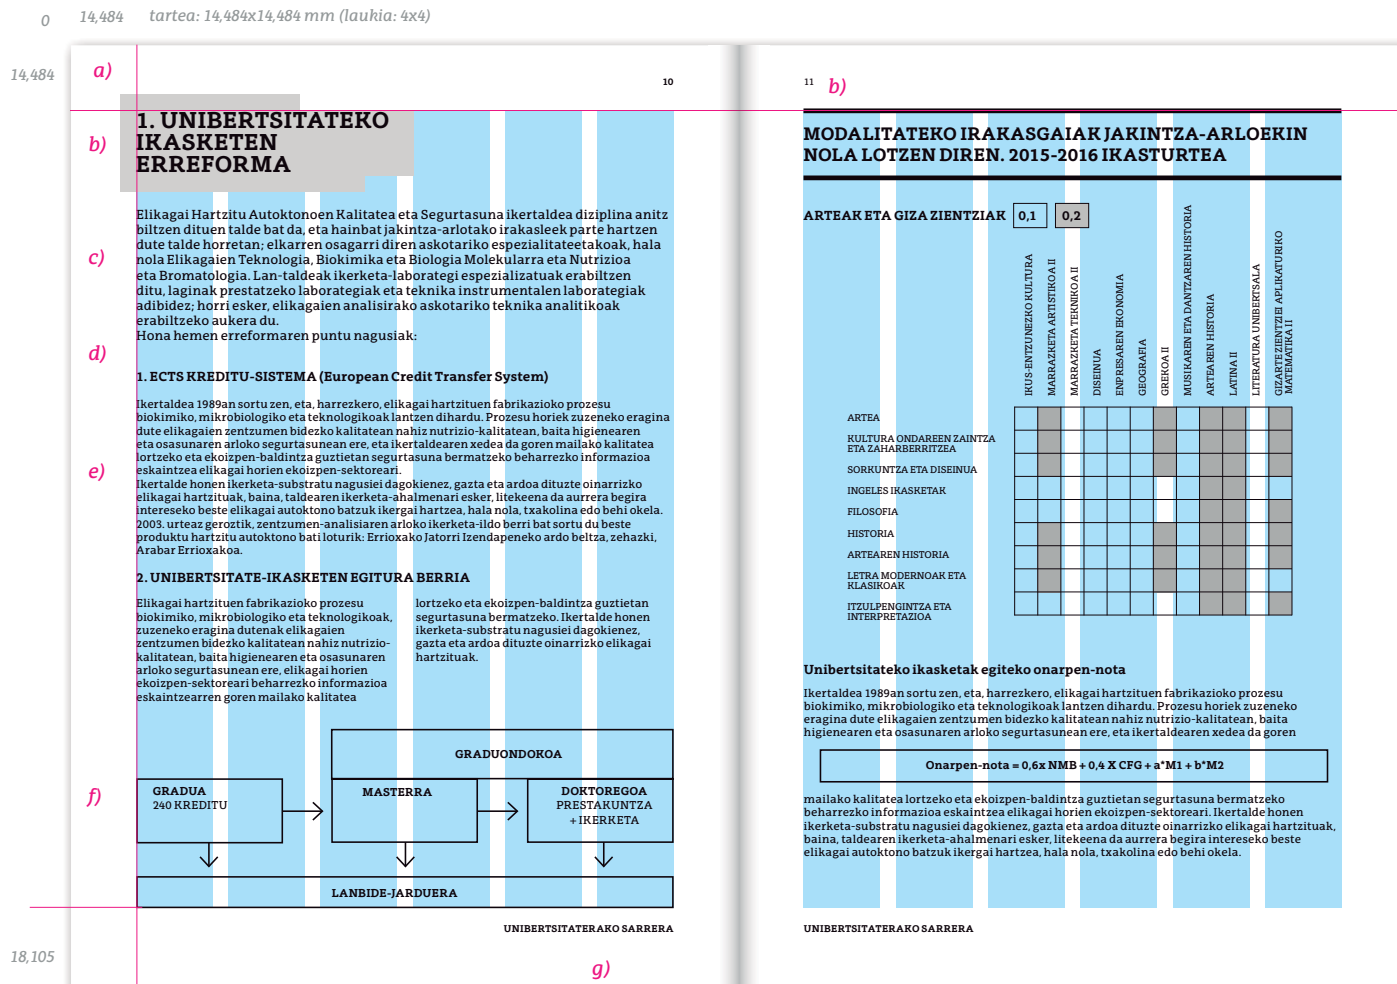 0
14,484
tartea: 14,484x14,484 mm (laukia: 4x4)
14,484
a)
10
b)
1. UNIBERTSITATEKO
IKASKETEN
ERREFORMA
c)
Elikagai Hartzitu Autoktonoen Kalitatea eta Segurtasuna ikertaldea diziplina anitz
biltzen dituen talde bat da, eta hainbat jakintza-arlotako irakasleek parte hartzen
dute talde horretan; elkarren osagarri diren askotariko espezialitateetakoak, hala
nola Elikagaien Teknologia, Biokimika eta Biologia Molekularra eta Nutrizioa
eta Bromatologia. Lan-taldeak ikerketa-laborategi espezializatuak erabiltzen
ditu, laginak prestatzeko laborategiak eta teknika instrumentalen laborategiak
adibidez; horri esker, elikagaien analisirako askotariko teknika analitikoak
erabiltzeko aukera du.
Hona hemen erreformaren puntu nagusiak:
d)
1. ECTS KREDITU-SISTEMA (European Credit Transfer System)
e)
Ikertaldea 1989an sortu zen, eta, harrezkero, elikagai hartzituen fabrikazioko prozesu
biokimiko, mikrobiologiko eta teknologikoak lantzen dihardu. Prozesu horiek zuzeneko eragina
dute elikagaien zentzumen bidezko kalitatean nahiz nutrizio-kalitatean, baita higienearen
eta osasunaren arloko segurtasunean ere, eta ikertaldearen xedea da goren mailako kalitatea
lortzeko eta ekoizpen-baldintza guztietan segurtasuna bermatzeko beharrezko informazioa
eskaintzea elikagai horien ekoizpen-sektoreari.
Ikertalde honen ikerketa-substratu nagusiei dagokienez, gazta eta ardoa dituzte oinarrizko
elikagai hartzituak, baina, taldearen ikerketa-ahalmenari esker, litekeena da aurrera begira
intereseko beste elikagai autoktono batzuk ikergai hartzea, hala nola, txakolina edo behi okela.
2003. urteaz geroztik, zentzumen-analisiaren arloko ikerketa-ildo berri bat sortu du beste
produktu hartzitu autoktono bati loturik: Errioxako Jatorri Izendapeneko ardo beltza, zehazki,
Arabar Errioxakoa.
2. UNIBERTSITATE-IKASKETEN EGITURA BERRIA
Elikagai hartzituen fabrikazioko prozesu
biokimiko, mikrobiologiko eta teknologikoak,
zuzeneko eragina dutenak elikagaien
zentzumen bidezko kalitatean nahiz nutrizio-
kalitatean, baita higienearen eta osasunaren
arloko segurtasunean ere, elikagai horien
ekoizpen-sektoreari beharrezko informazioa
eskaintzearren goren mailako kalitatea
lortzeko eta ekoizpen-baldintza guztietan
segurtasuna bermatzeko. Ikertalde honen
ikerketa-substratu nagusiei dagokienez,
gazta eta ardoa dituzte oinarrizko elikagai
hartzituak.
f)
GRADUONDOKOA
GRADUA
240 KREDITU
MASTERRA
DOKTOREGOA
PRESTAKUNTZA
+ IKERKETA
LANBIDE-JARDUERA
UNIBERTSITATERAKO SARRERA
18,105
g)
11
b)
MODALITATEKO IRAKASGAIAK JAKINTZA-ARLOEKIN
NOLA LOTZEN DIREN. 2015-2016 IKASTURTEA
ARTEAK ETA GIZA ZIENTZIAK
0,1
0,2
IKUS-ENTZUNEZKO KULTURA
MARRAZKETA ARTISTIKOA II
MARRAZKETA TEKNIKOA II
DISEINUA
ENPRESAREN EKONOMIA
GEOGRAFIA
GREKOA II
MUSIKAREN ETA DANTZAREN HISTORIA
ARTEAREN HISTORIA
LATINA II
LITERATURA UNIBERTSALA
GIZARTE ZIENTZIEI APLIKATURIKO
MATEMATIKA II
ARTEA
KULTURA ONDAREEN ZAINTZA
ETA ZAHARBERRITZEA
SORKUNTZA ETA DISEINUA
INGELES IKASKETAK
FILOSOFIA
HISTORIA
ARTEAREN HISTORIA
LETRA MODERNOAK ETA
KLASIKOAK
ITZULPENGINTZA ETA
INTERPRETAZIOA
Unibertsitateko ikasketak egiteko onarpen-nota
Ikertaldea 1989an sortu zen, eta, harrezkero, elikagai hartzituen fabrikazioko prozesu
biokimiko, mikrobiologiko eta teknologikoak lantzen dihardu. Prozesu horiek zuzeneko
eragina dute elikagaien zentzumen bidezko kalitatean nahiz nutrizio-kalitatean, baita
higienearen eta osasunaren arloko segurtasunean ere, eta ikertaldearen xedea da goren
Onarpen-nota = 0,6x NMB + 0,4 X CFG + a*M1 + b*M2
mailako kalitatea lortzeko eta ekoizpen-baldintza guztietan segurtasuna bermatzeko
beharrezko informazioa eskaintzea elikagai horien ekoizpen-sektoreari. Ikertalde honen
ikerketa-substratu nagusiei dagokienez, gazta eta ardoa dituzte oinarrizko elikagai hartzituak,
baina, taldearen ikerketa-ahalmenari esker, litekeena da aurrera begira intereseko beste
elikagai autoktono batzuk ikergai hartzea, hala nola, txakolina edo behi okela.
UNIBERTSITATERAKO SARRERA